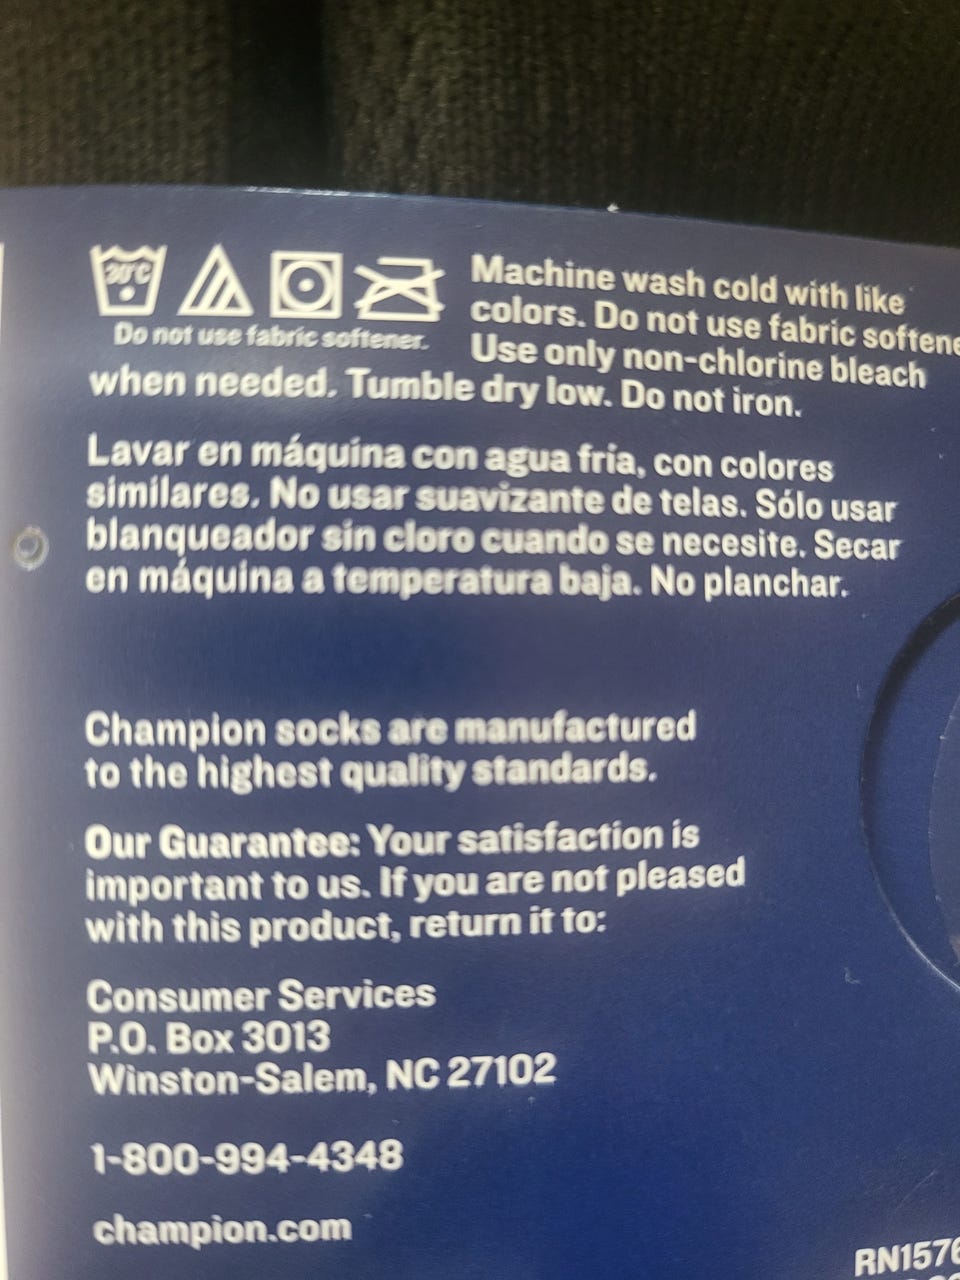 30°C
Do not use fabric softener.
Machine wash cold with like
colors. Do not use fabric softene
Use only non-chlorine bleach
when needed. Tumble dry low. Do not iron.
Lavar en máquina con agua fria, con colores
similares. No usar suavizante de telas. Sólo usar
blanqueador sin cloro cuando se necesite. Secar
en máquina a temperatura baja. No planchar.
Champion socks are manufactured
to the highest quality standards.
Our Guarantee: Your satisfaction is
important to us. If you are not pleased
with this product, return it to:
Consumer Services
P.O. Box 3013
Winston-Salem, NC 27102
1-800-994-4348
champion.com
RN1576